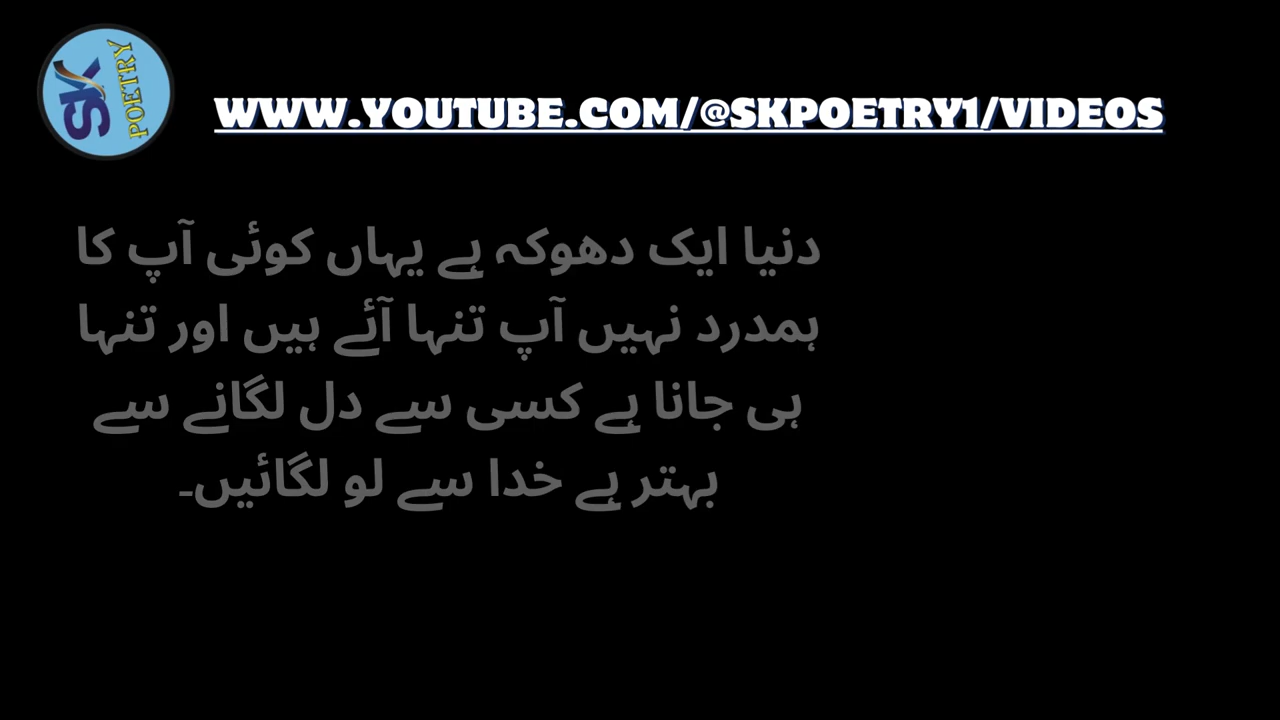 SK
POETRY
WWW.YOUTUBE.COM/@SKPOETRY1/VIDEOS
دنیا ایک دھوکہ ہے یہاں کوئی آپ کا
ہمدرد نہیں آپ تنہا آئے ہیں اور تنہا
ہی جانا ہے کسی سے دل لگانے سے
بہتر ہے خدا سے لو لگائیں۔